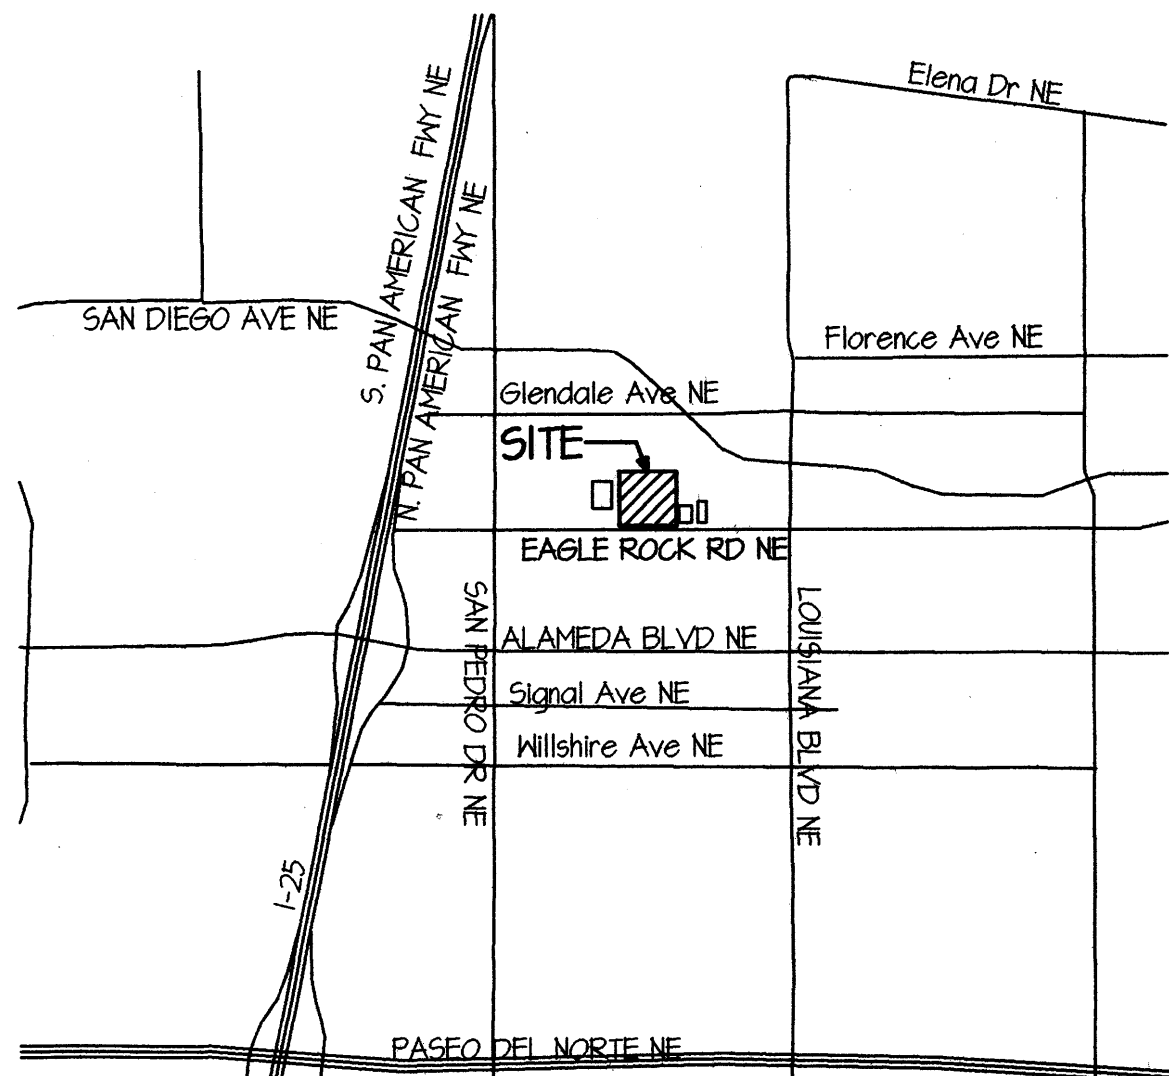 Elena Dr NE
S. PAN AMERICAN FWY NE
N. PAN AMERICAN FWY NE
SAN DIEGO AVE NE
Florence Ave NE
Glendale Ave NE
SITE
EAGLE ROCK RD NE
SAN PEDRO DR NE
LOUISIANA BLVD NE
ALAMEDA BLVD NE
Signal Ave NE
Willshire Ave NE
I-25
PASEO DEL NORTE NE